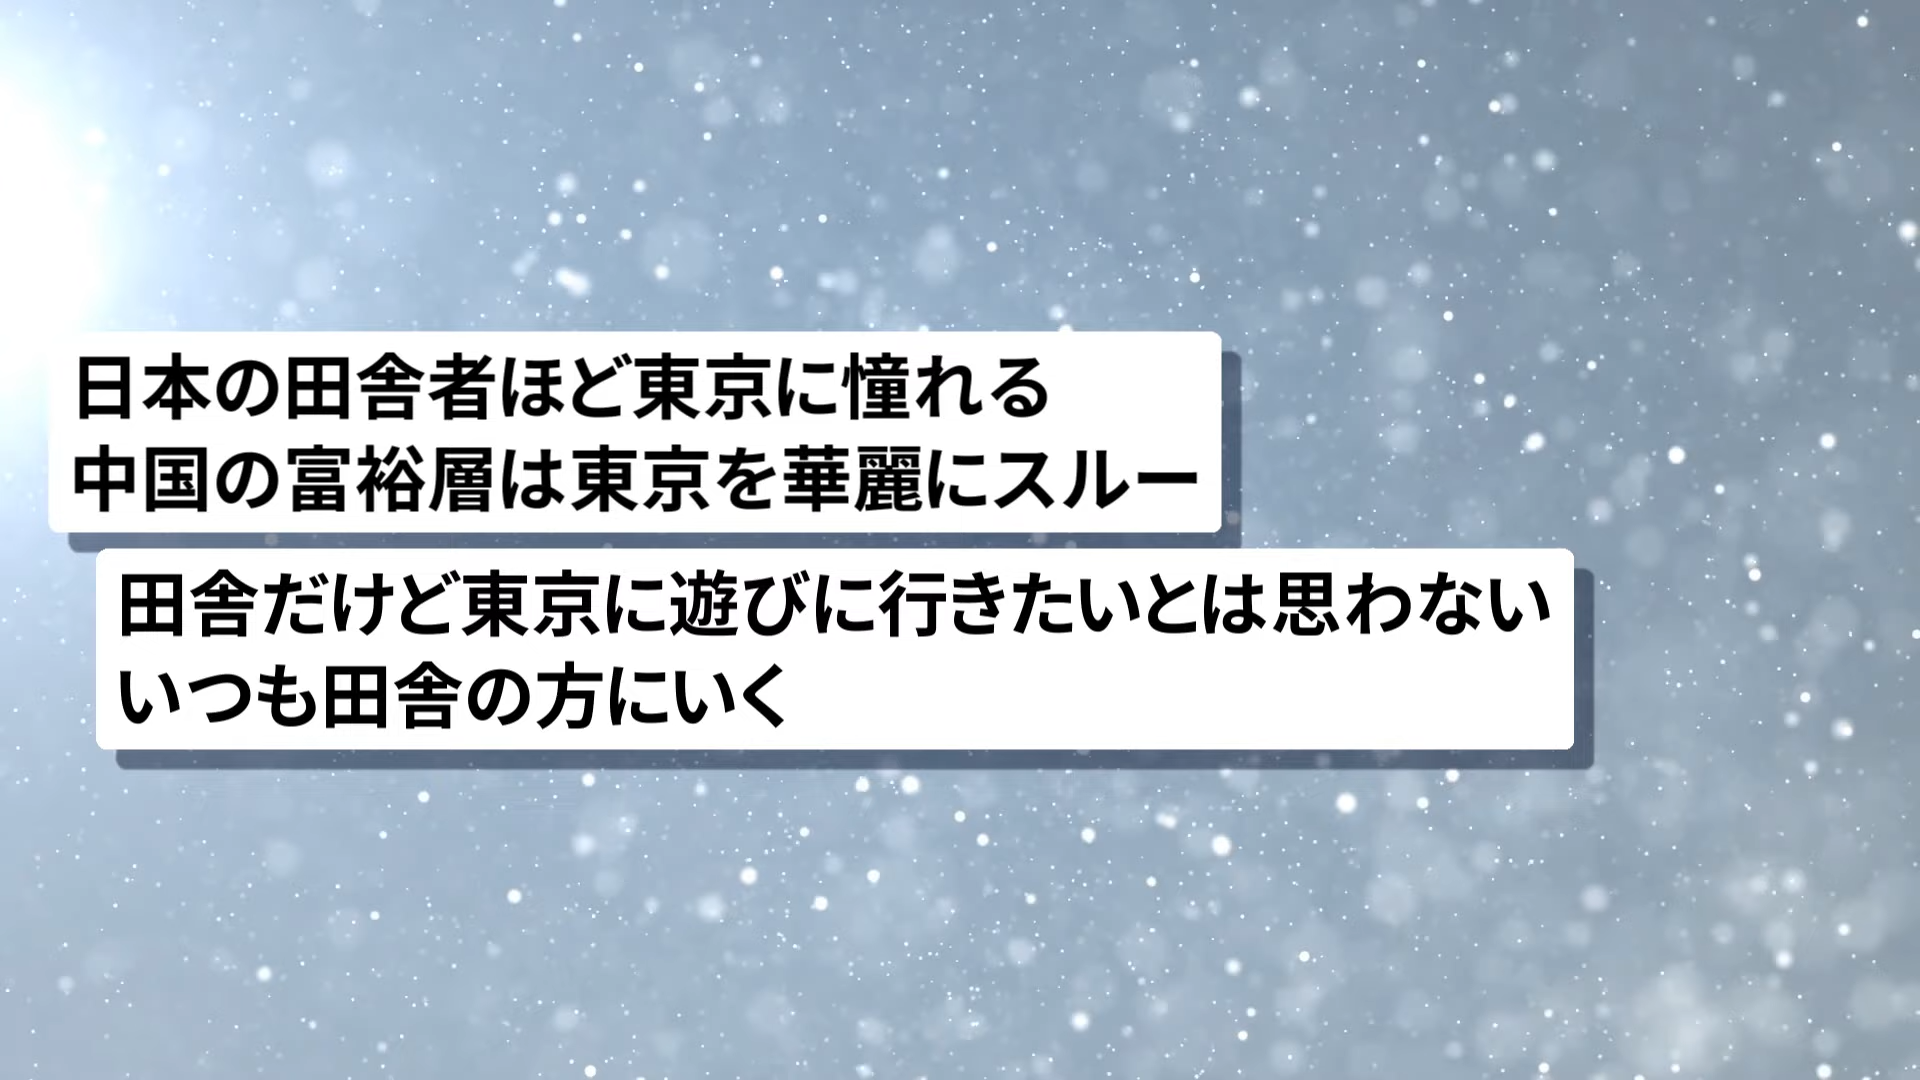 日本の田舎者ほど東京に憧れる
中国の富裕層は東京を華麗にスルー
田舎だけど東京に遊びに行きたいとは思わない
いつも田舎の方にいく